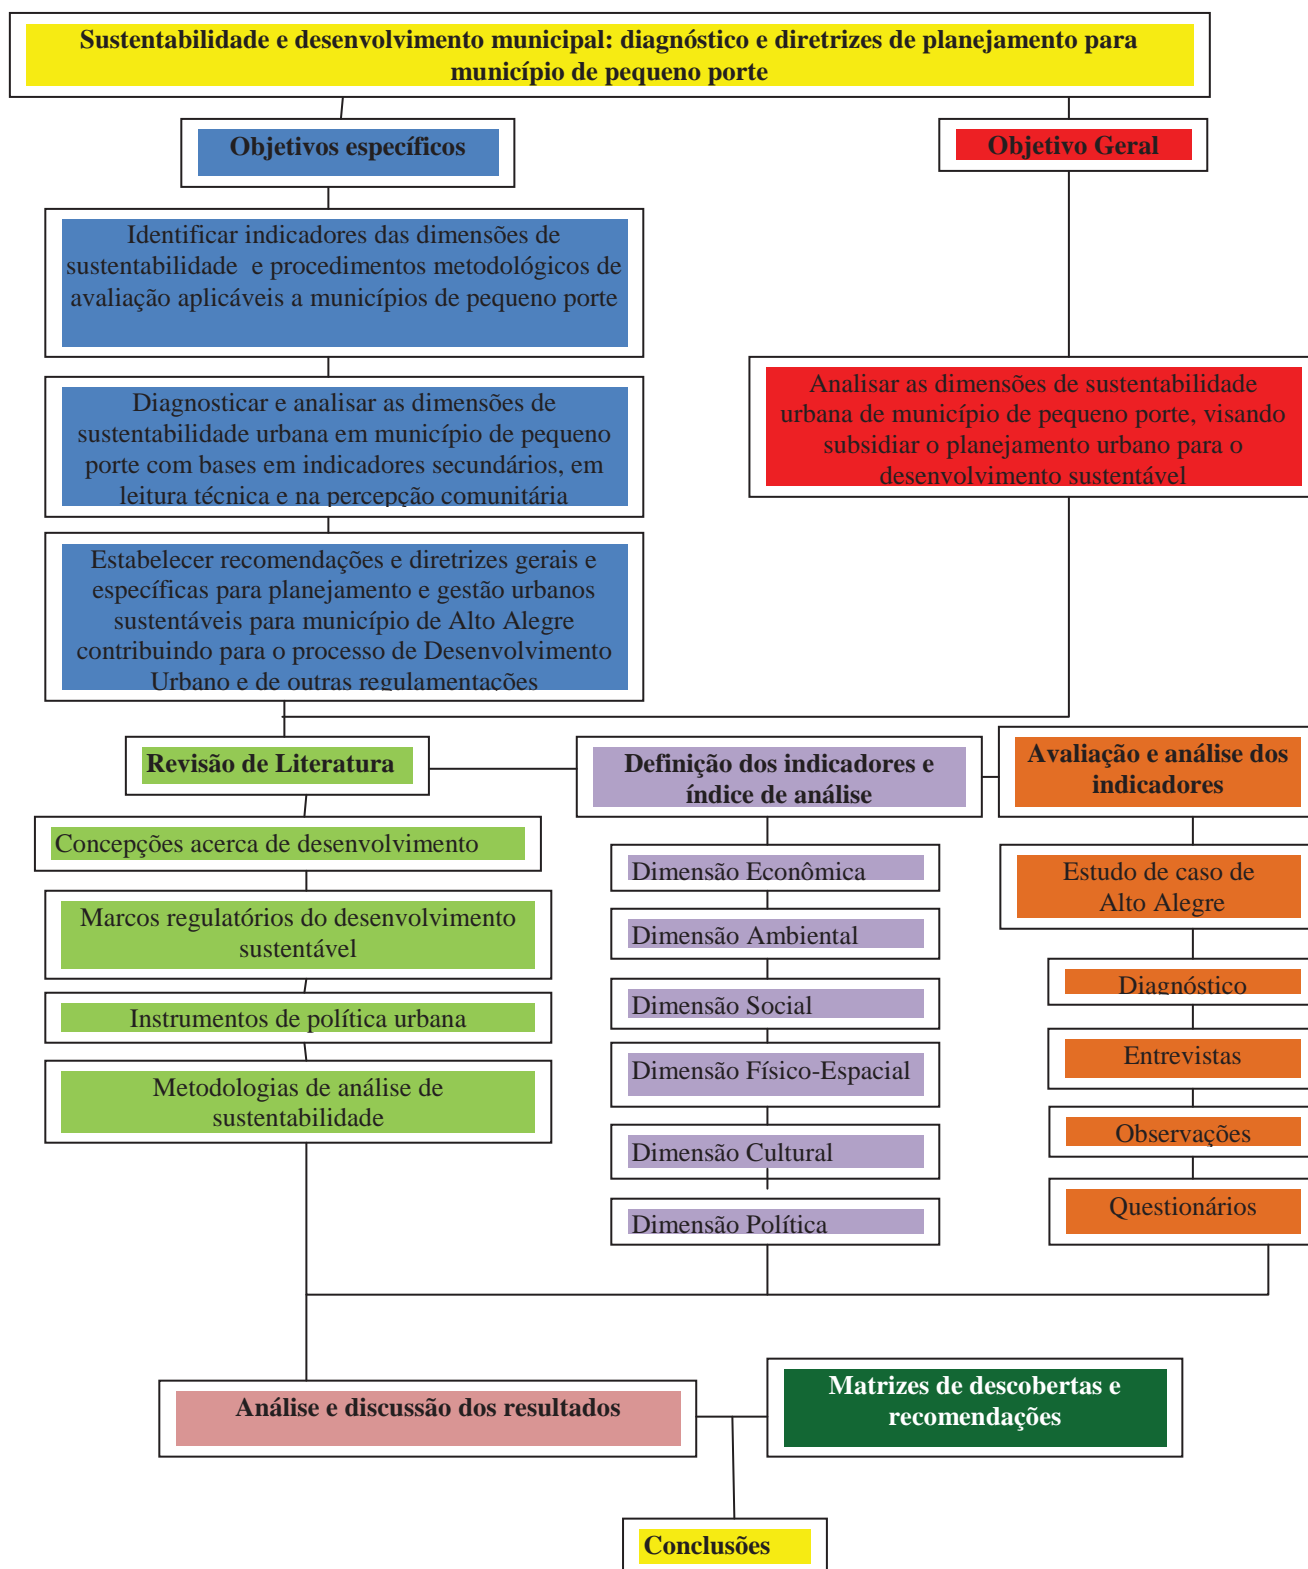 Sustentabilidade e desenvolvimento municipal: diagnóstico e diretrizes de planejamento para
município de pequeno porte
Objetivos específicos
Objetivo Geral
Identificar indicadores das dimensões de
sustentabilidade e procedimentos metodológicos de
avaliação aplicáveis a municípios de pequeno porte
Diagnosticar e analisar as dimensões de
sustentabilidade urbana em município de pequeno
porte com bases em indicadores secundários, em
leitura técnica e na percepção comunitária
Analisar as dimensões de sustentabilidade
urbana de município de pequeno porte, visando
subsidiar o planejamento urbano para o
desenvolvimento sustentável
Estabelecer recomendações e diretrizes gerais e
específicas para planejamento e gestão urbanos
sustentáveis para município de Alto Alegre
contribuindo para o processo de Desenvolvimento
Urbano e de outras regulamentações
Revisão de Literatura
Concepções acerca de desenvolvimento
Marcos regulatórios do desenvolvimento
sustentável
Instrumentos de política urbana
Metodologias de análise de
sustentabilidade
Definição dos indicadores e
índice de análise
Dimensão Econômica
Dimensão Ambiental
Dimensão Social
Dimensão Físico-Espacial
Dimensão Cultural
Dimensão Política
Avaliação e análise dos
indicadores
Estudo de caso de
Alto Alegre
Diagnóstico
Entrevistas
Observações
Questionários
Análise e discussão dos resultados
Matrizes de descobertas e
recomendações
Conclusões